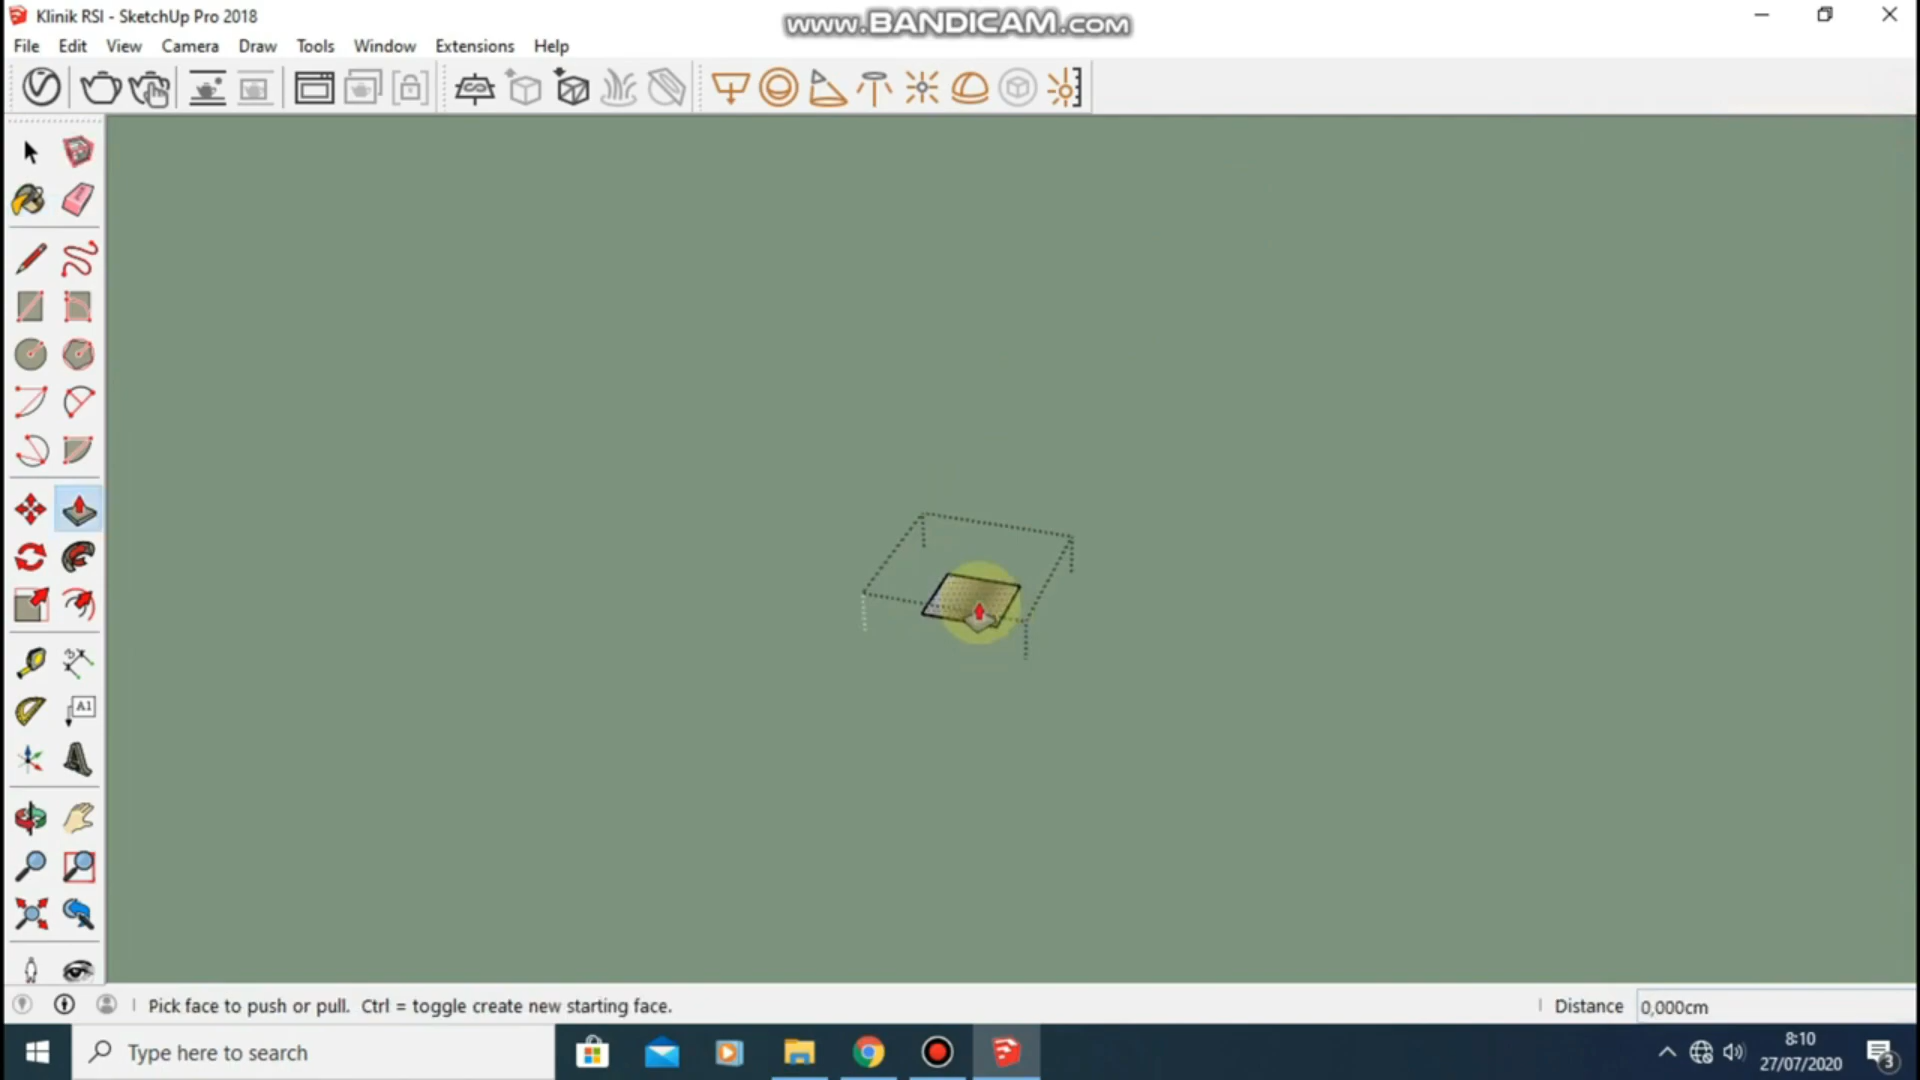 Klinik RSI - SketchUp Pro 2018
www.BANDICAM.com
File Edit View Camera Draw Tools Window Extensions Help
A1
Pick face to push or pull. Ctrl = toggle create new starting face.
Distance 0,000cm
Type here to search
8:10
27/07/2020
3